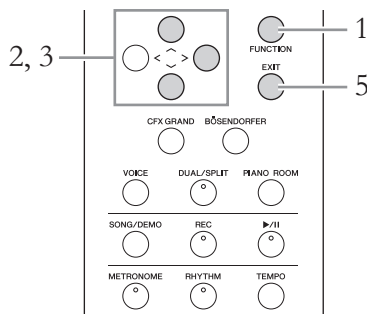 1
2, 3
FUNCTION
EXIT
5
CFX GRAND BÖSENDORFER
VOICE DUAL/SPLIT PIANO ROOM
SONG/DEMO REC ▶/II
METRONOME RHYTHM TEMPO